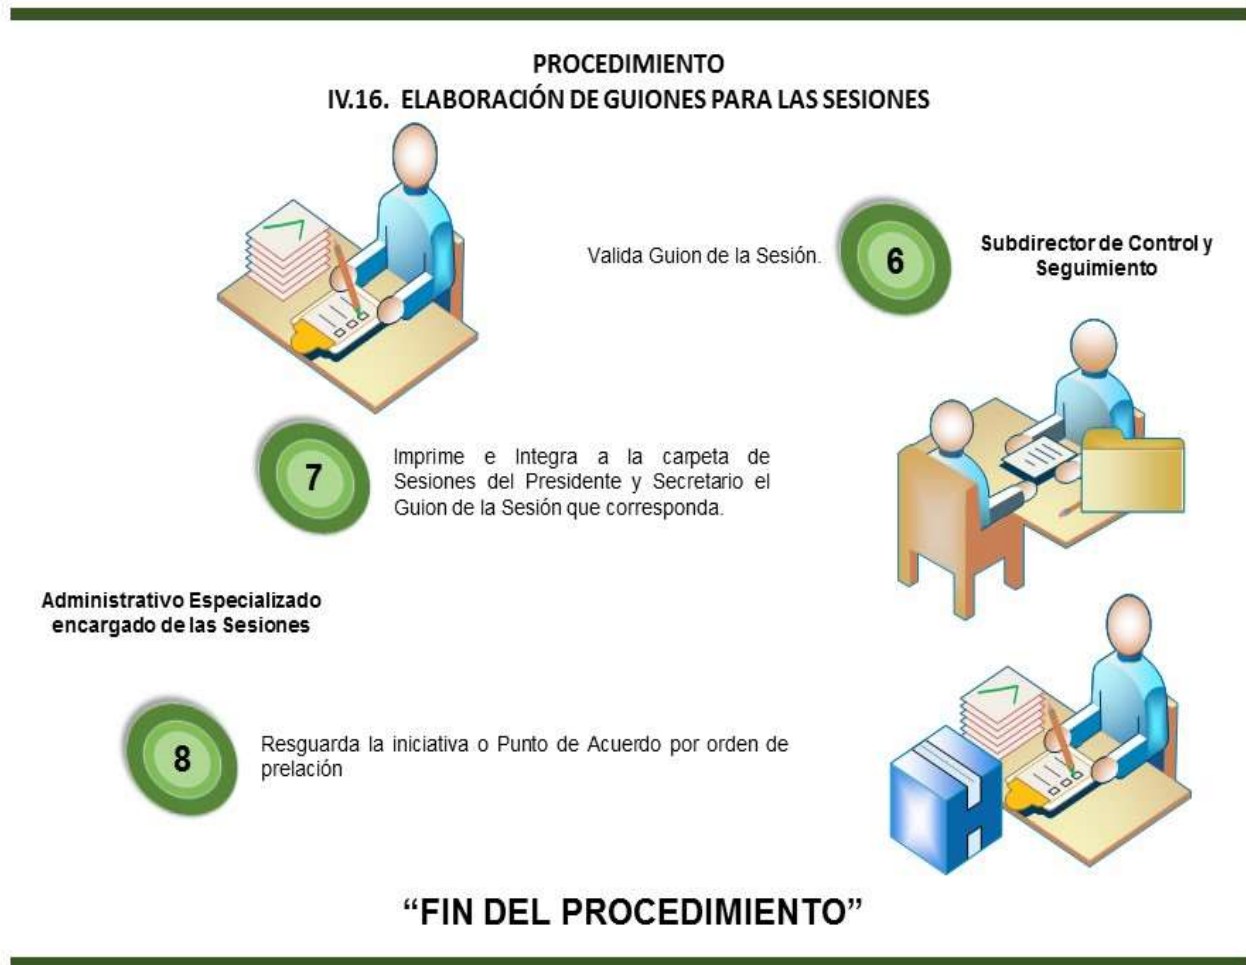 PROCEDIMIENTO
IV.16. ELABORACIÓN DE GUIONES PARA LAS SESIONES
Valida Guion de la Sesión.
6
Subdirector de Control y
Seguimiento
7
Imprime e Integra a la carpeta de
Sesiones del Presidente y Secretario el
Guion de la Sesión que corresponda.
Administrativo Especializado
encargado de las Sesiones
8
Resguarda la iniciativa o Punto de Acuerdo por orden de
prelación
“FIN DEL PROCEDIMIENTO”